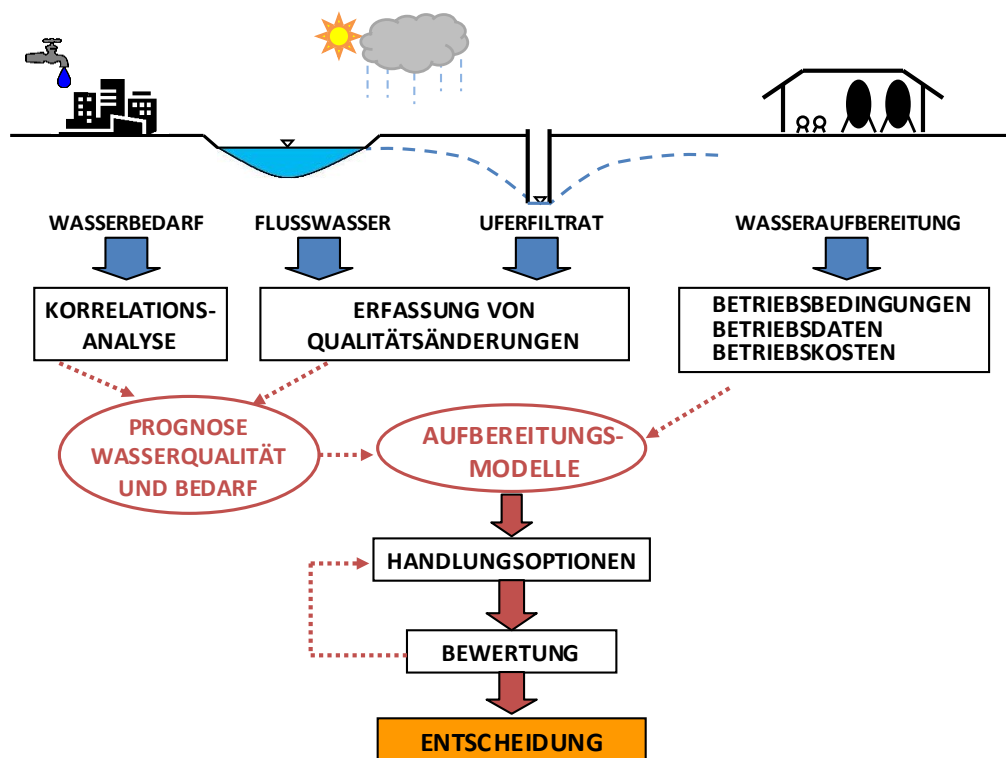 WASSERBEDARF
FLUSSWASSER
UFERFILTRAT
WASSERAUFBEREITUNG
KORRELATIONS-
ANALYSE
ERFASSUNG VON
QUALITÄTSÄNDERUNGEN
BETRIEBSBEDINGUNGEN
BETRIEBSDATEN
BETRIEBSKOSTEN
PROGNOSE
WASSERQUALITÄT
UND BEDARF
AUFBEREITUNGS-
MODELLE
HANDLUNGSOPTIONEN
BEWERTUNG
ENTSCHEIDUNG